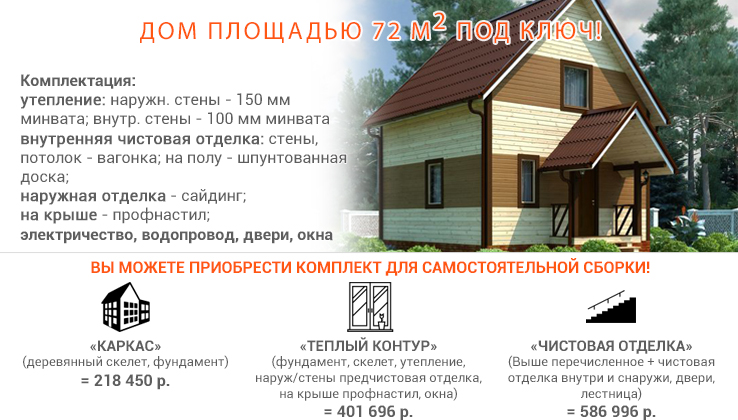 ДОМ ПЛОЩАДЬЮ 72 М² ПОД КЛЮЧ!
Комплектация:
утепление: наружн. стены - 150 мм
минвата; внутр. стены - 100 мм минвата
внутренняя чистовая отделка: стены,
потолок - вагонка; на полу - шпунтованная
доска;
наружная отделка - сайдинг;
на крыше - профнастил;
электричество, водопровод, двери, окна
ВЫ МОЖЕТЕ ПРИОБРЕСТИ КОМПЛЕКТ ДЛЯ САМОСТОЯТЕЛЬНОЙ СБОРКИ!
«КАРКАС»
(деревянный скелет, фундамент)
= 218 450 р.
«ТЕПЛЫЙ КОНТУР»
(фундамент, скелет, утепление,
наруж/стены предчистовая отделка,
на крыше профнастил, окна)
= 401 696 р.
«ЧИСТОВАЯ ОТДЕЛКА»
(Выше перечисленное + чистовая
отделка внутри и снаружи, двери,
лестница)
= 586 996 р.